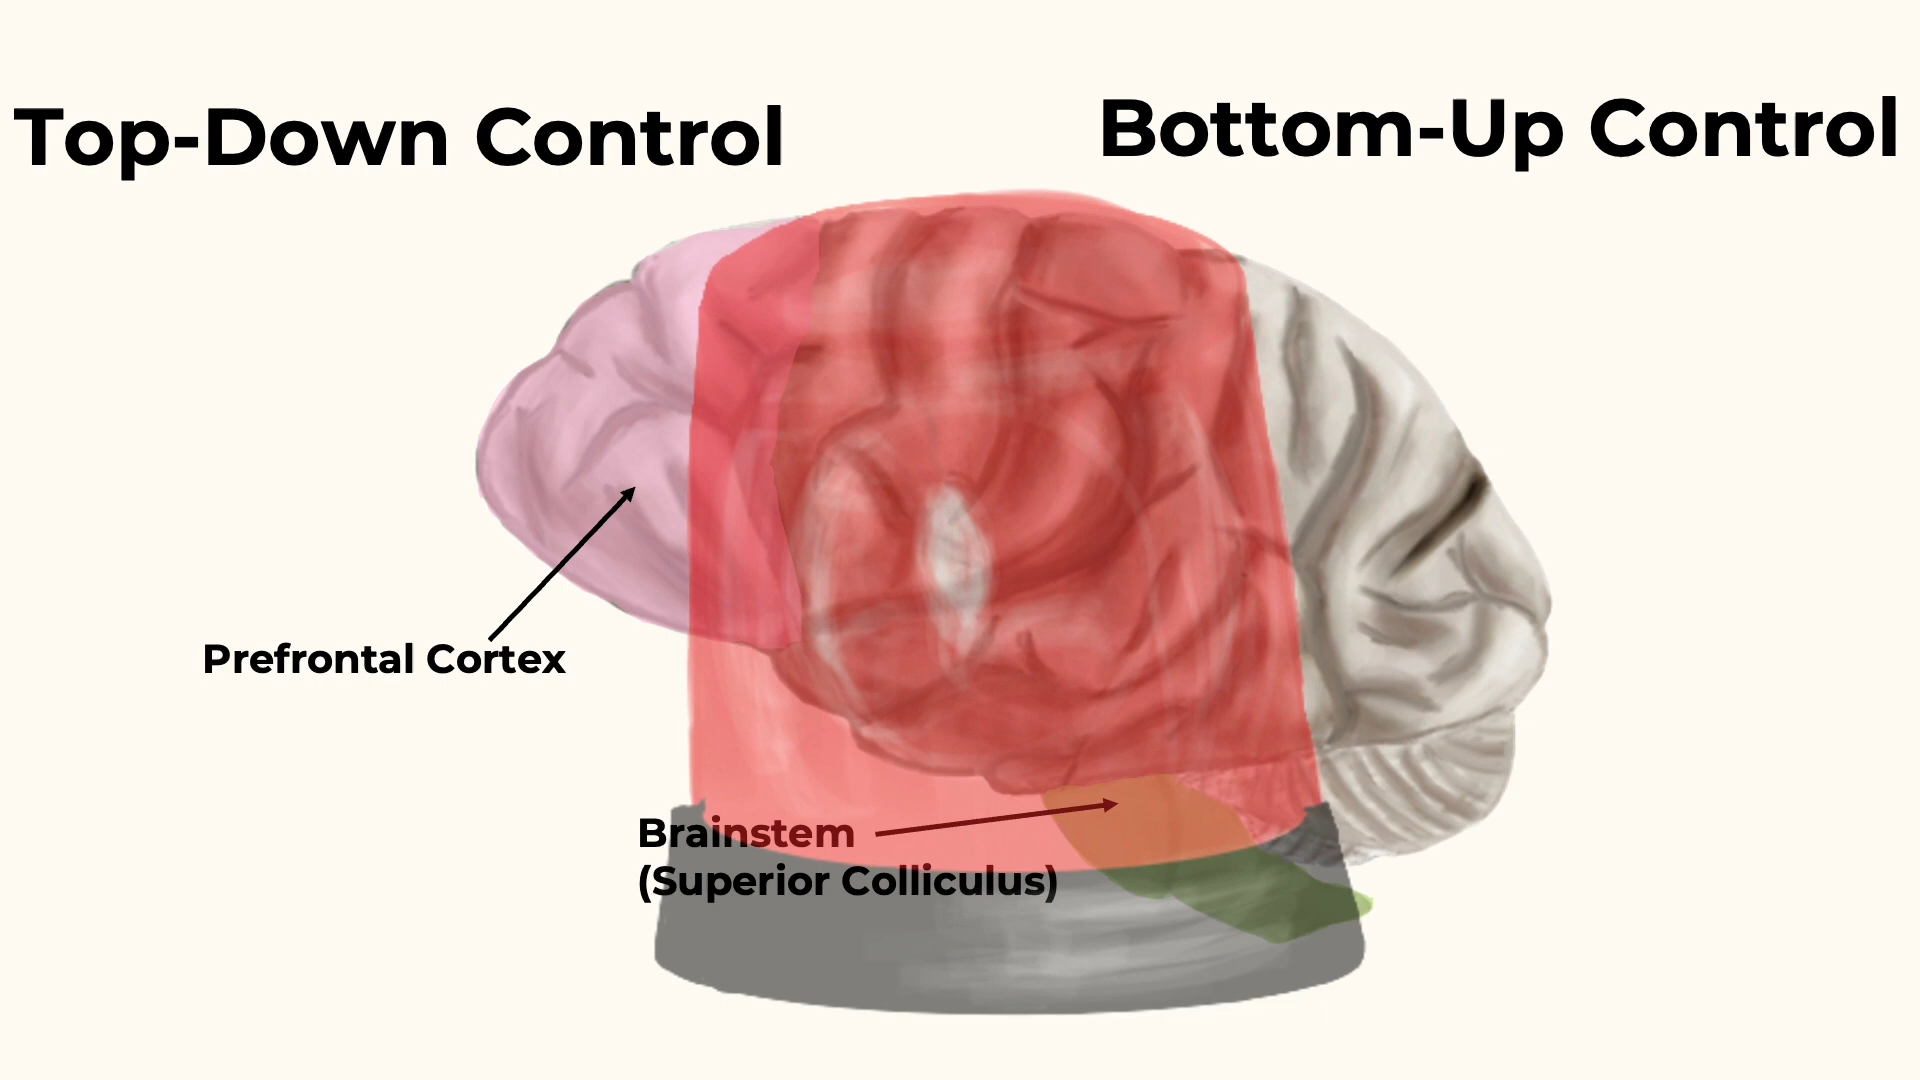 Top-Down Control
Bottom-Up Control
Prefrontal Cortex
Brainstem
(Superior Colliculus)